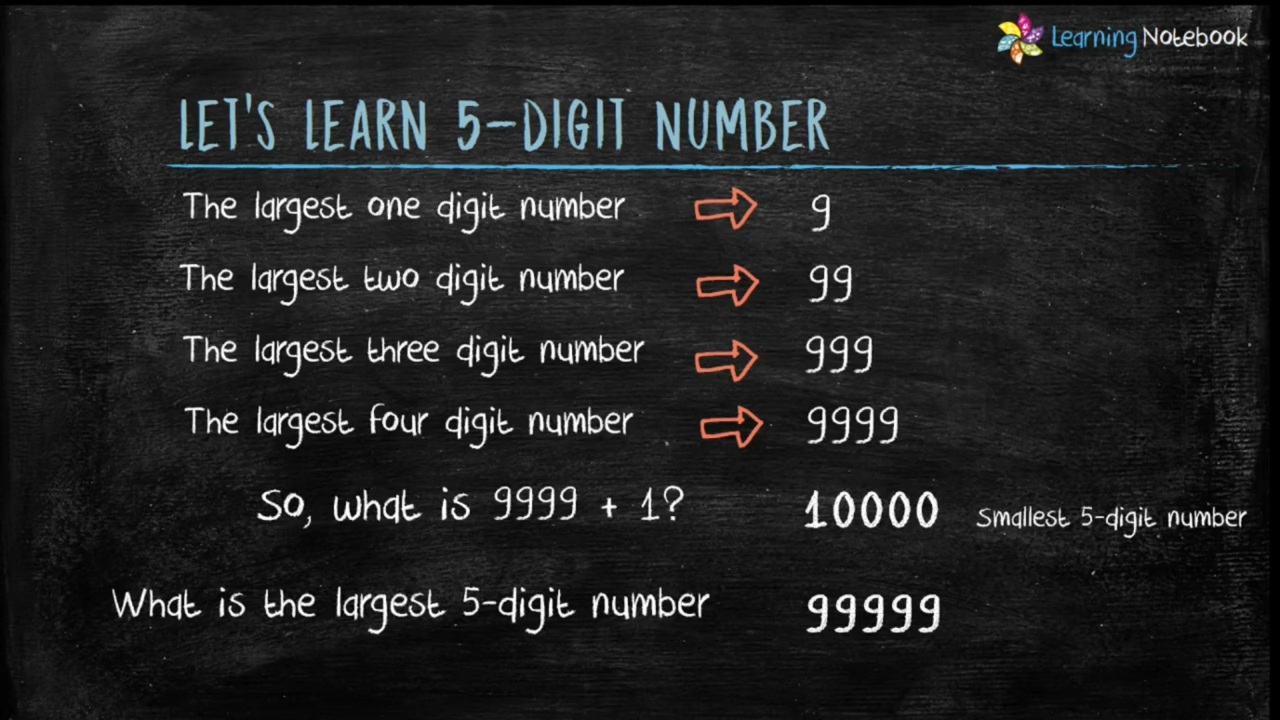 Learning Notebook
LET'S LEARN 5-DIGIT NUMBER
The largest one digit number 9
The largest two digit number 99
The largest three digit number 999
The largest four digit number 9999
So, what is 9999 + 1? 10000 Smallest 5-digit number
What is the largest 5-digit number 99999